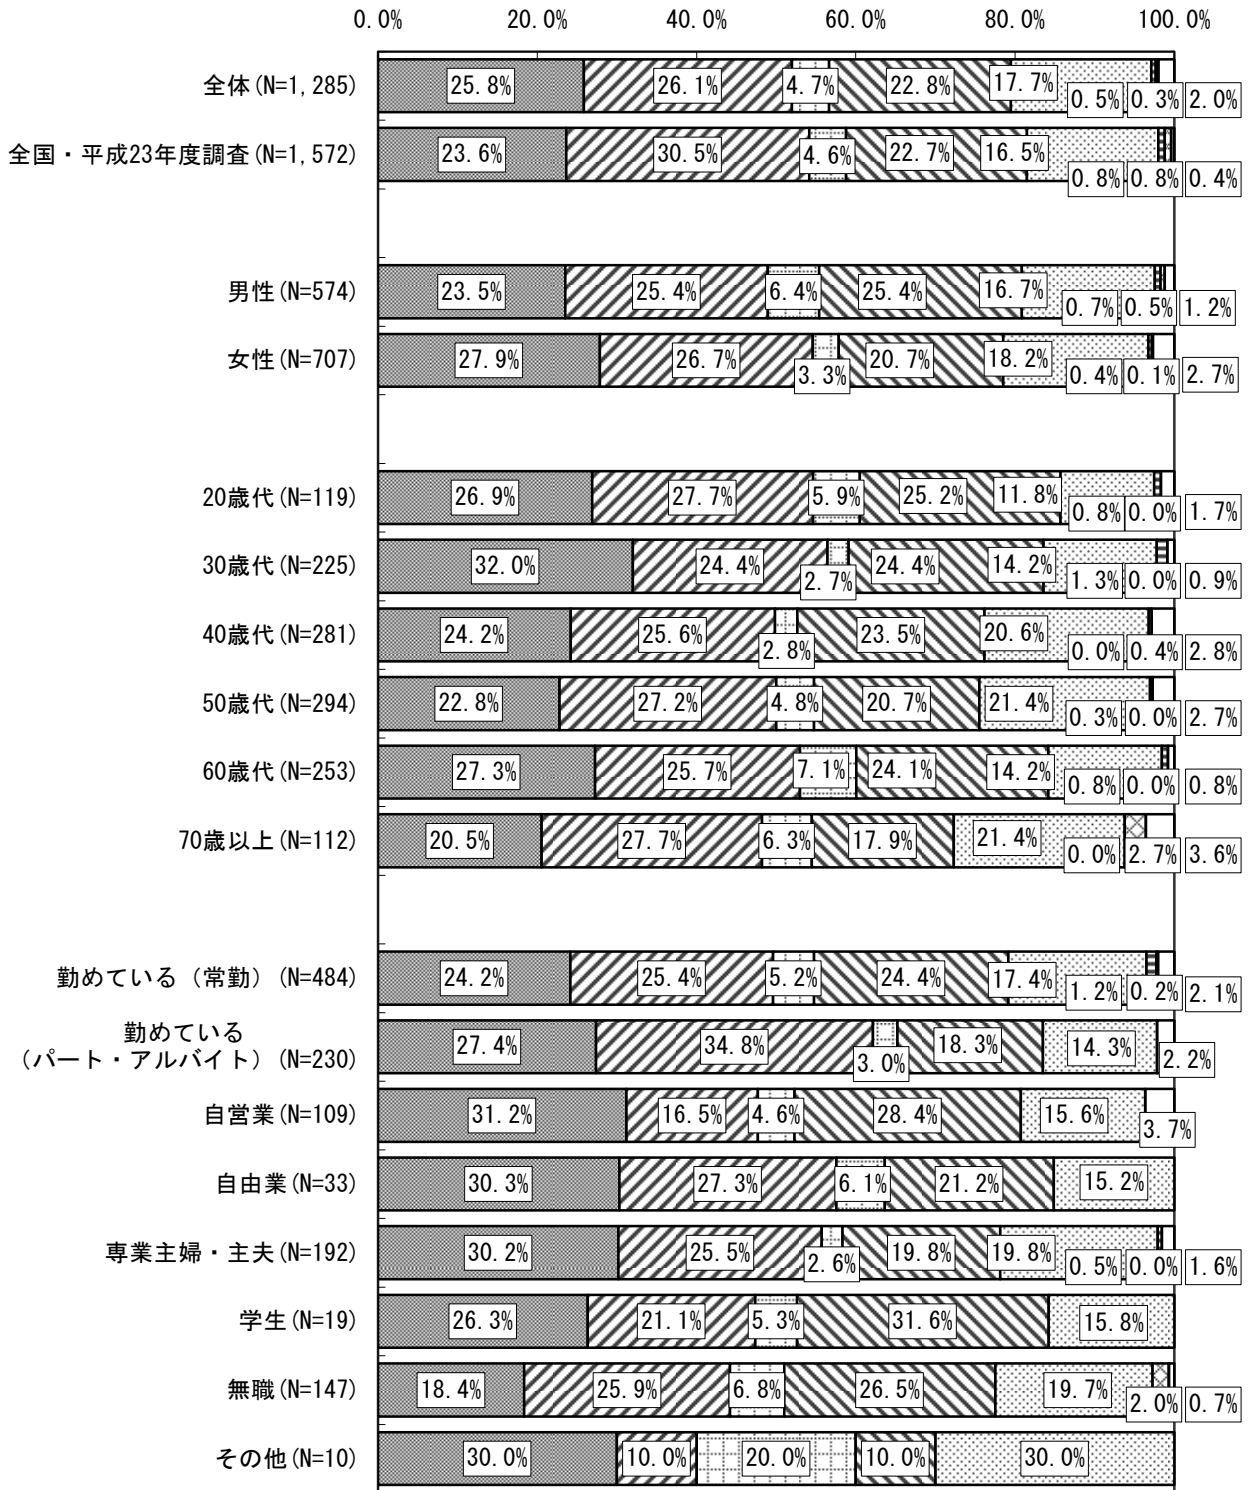 0.0% 20.0% 40.0% 60.0% 80.0% 100.0%
全体(N=1,285) 25.8% 26.1% 4.7% 22.8% 17.7% 0.5% 0.3% 2.0%
全国・平成23年度調査(N=1,572) 23.6% 30.5% 4.6% 22.7% 16.5% 0.8% 0.8% 0.4%
男性(N=574) 23.5% 25.4% 6.4% 25.4% 16.7% 0.7% 0.5% 1.2%
女性(N=707) 27.9% 26.7% 3.3% 20.7% 18.2% 0.4% 0.1% 2.7%
20歳代(N=119) 26.9% 27.7% 5.9% 25.2% 11.8% 0.8% 0.0% 1.7%
30歳代(N=225) 32.0% 24.4% 2.7% 24.4% 14.2% 1.3% 0.0% 0.9%
40歳代(N=281) 24.2% 25.6% 2.8% 23.5% 20.6% 0.0% 0.4% 2.8%
50歳代(N=294) 22.8% 27.2% 4.8% 20.7% 21.4% 0.3% 0.0% 2.7%
60歳代(N=253) 27.3% 25.7% 7.1% 24.1% 14.2% 0.8% 0.0% 0.8%
70歳以上(N=112) 20.5% 27.7% 6.3% 17.9% 21.4% 0.0% 2.7% 3.6%
勤めている（常勤）(N=484) 24.2% 25.4% 5.2% 24.4% 17.4% 1.2% 0.2% 2.1%
勤めている
（パート・アルバイト）(N=230) 27.4% 34.8% 3.0% 18.3% 14.3% 2.2%
自営業(N=109) 31.2% 16.5% 4.6% 28.4% 15.6% 3.7%
自由業(N=33) 30.3% 27.3% 6.1% 21.2% 15.2%
専業主婦・主夫(N=192) 30.2% 25.5% 2.6% 19.8% 19.8% 0.5% 0.0% 1.6%
学生(N=19) 26.3% 21.1% 5.3% 31.6% 15.8%
無職(N=147) 18.4% 25.9% 6.8% 26.5% 19.7% 2.0% 0.7%
その他(N=10) 30.0% 10.0% 20.0% 10.0% 30.0%